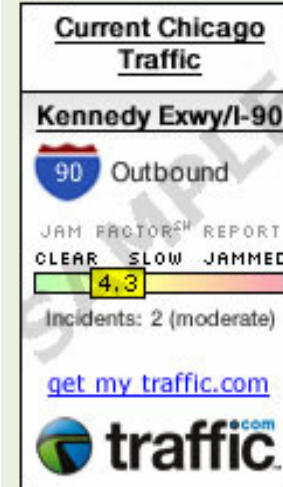 Current Chicago
Traffic
Kennedy Exwy/I-90
90 Outbound
JAM FACTOR℠ REPORT
CLEAR SLOW JAMMED
4.3
Incidents: 2 (moderate)
SAMPLE
get my traffic.com
traffic.com